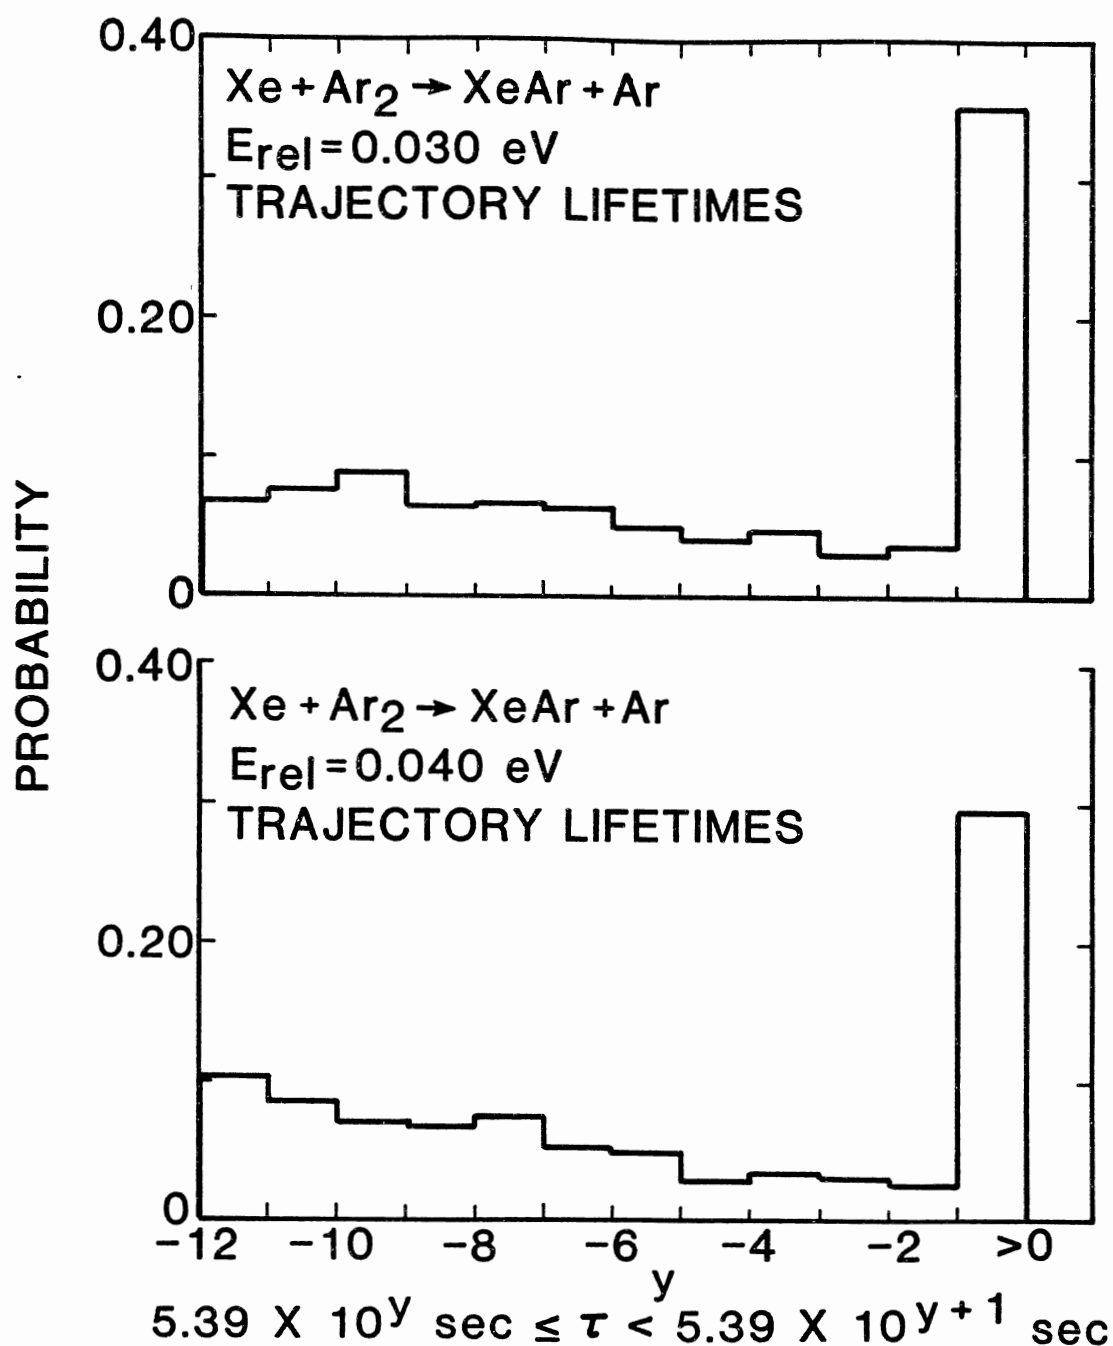 PROBABILITY
0.40
Xe + Ar2 → XeAr + Ar
Erel = 0.030 eV
TRAJECTORY LIFETIMES
0.20
0
0.40
Xe + Ar2 → XeAr + Ar
Erel = 0.040 eV
TRAJECTORY LIFETIMES
0.20
0
−12 −10 −8 −6 −4 −2 >0
y
5.39 X 10^y sec ≤ τ < 5.39 X 10^y+1 sec